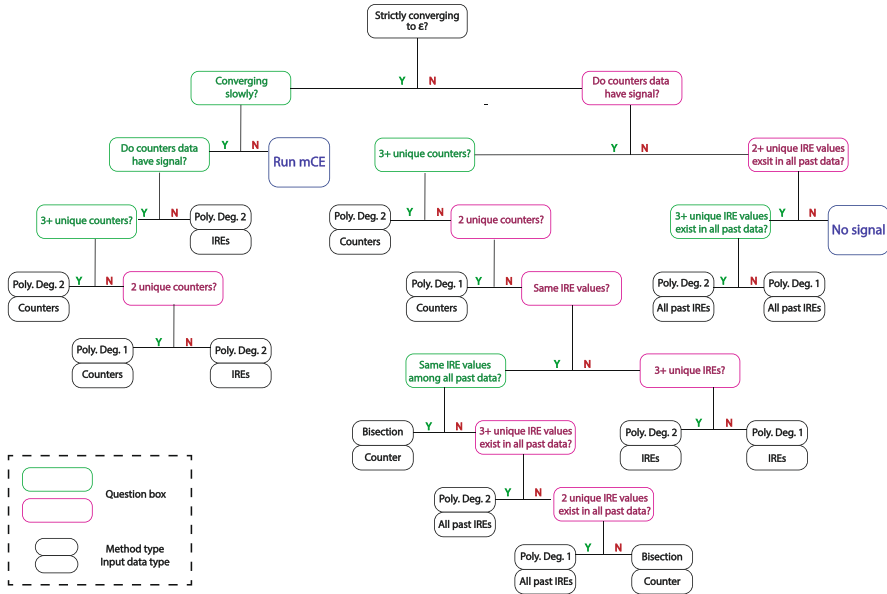 Strictly converging
to ε?
Y N
Converging
slowly?
Do counters data
have signal?
Y N
Y N
Do counters data
have signal?
Run mCE
3+ unique counters?
2+ unique IRE values
exsit in all past data?
Y N
Y N
Y N
3+ unique counters?
Poly. Deg. 2
IREs
Poly. Deg. 2
Counters
2 unique counters?
3+ unique IRE values
exist in all past data?
No signal
Y N
Y N
Y N
Poly. Deg. 2
Counters
2 unique counters?
Poly. Deg. 1
Counters
Same IRE values?
Poly. Deg. 2
All past IREs
Poly. Deg. 1
All past IREs
Y N
Y N
Poly. Deg. 1
Counters
Poly. Deg. 2
IREs
Same IRE values
among all past data?
3+ unique IREs?
Y N
Y N
Bisection
Counter
3+ unique IRE values
exist in all past data?
Poly. Deg. 2
IREs
Poly. Deg. 1
IREs
Y N
Poly. Deg. 2
All past IREs
2 unique IRE values
exist in all past data?
Y N
Poly. Deg. 1
All past IREs
Bisection
Counter
Question box
Method type
Input data type